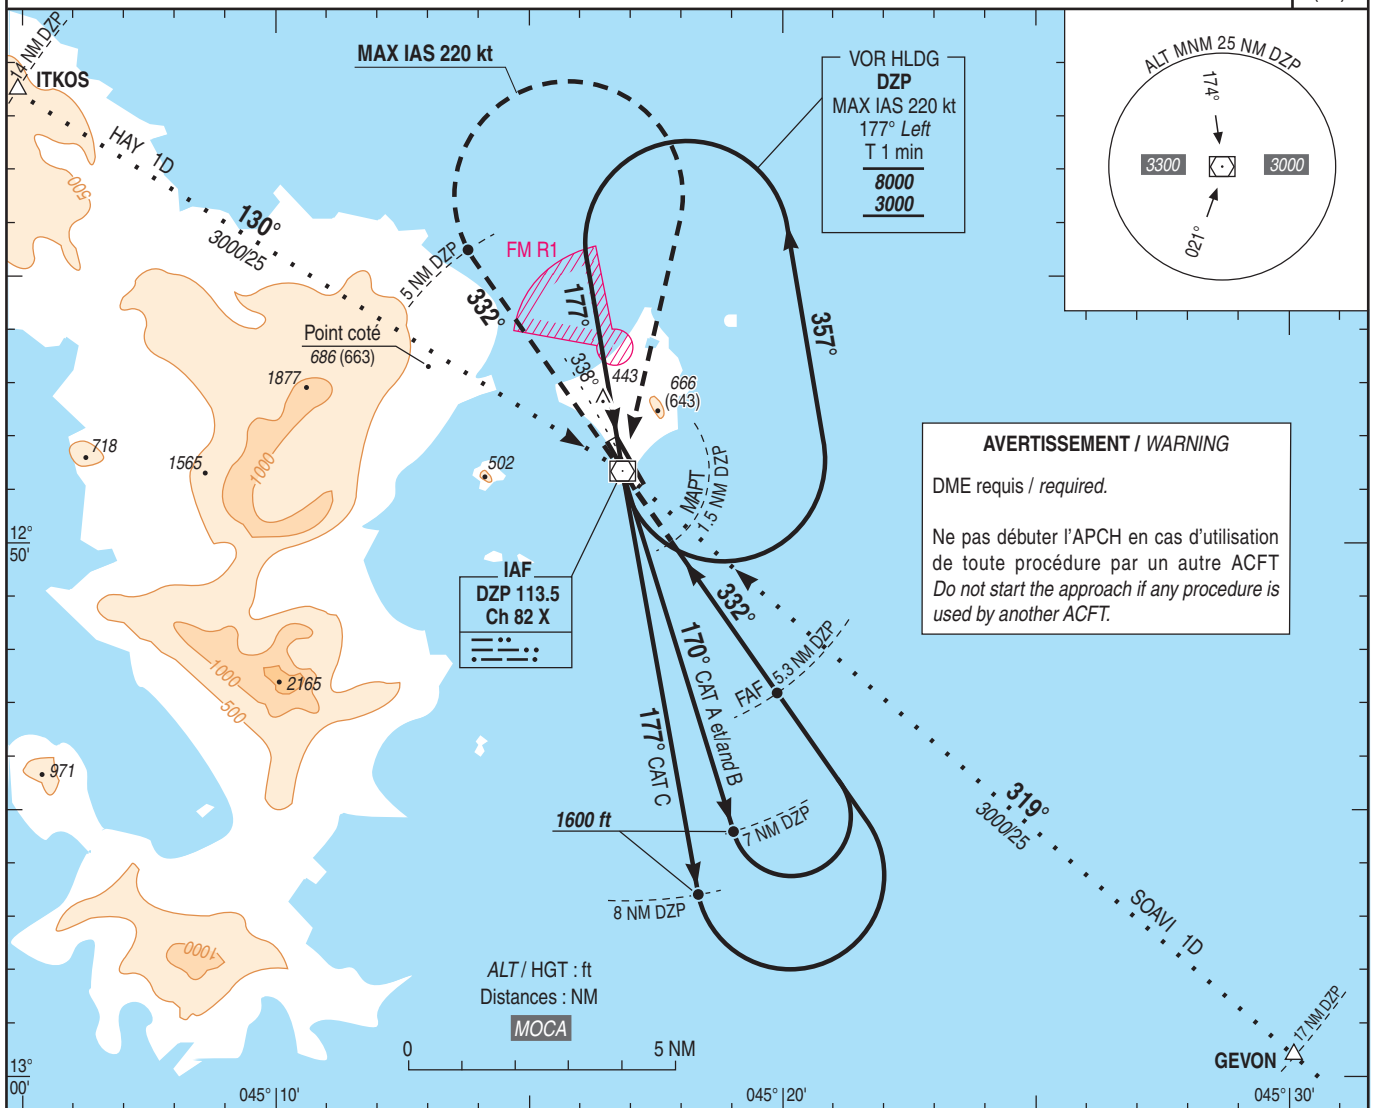 14 NM DZP
ITKOS
HAY 1D
130°
3000/25
500
MAX IAS 220 kt
VOR HLDG
DZP
MAX IAS 220 kt
177° Left
T 1 min
8000
3000
ALT MNM 25 NM DZP
174°
3300
3000
021°
5 NM DZP
FM R1
332°
177°
357°
Point coté
686 (663)
338°
443
666
(643)
1877
718
1565
1000
502
MAPT
1.5 NM DZP
AVERTISSEMENT / WARNING
DME requis / required.
Ne pas débuter l'APCH en cas d'utilisation
de toute procédure par un autre ACFT
Do not start the approach if any procedure is
used by another ACFT.
12°
50'
IAF
DZP 113.5
Ch 82 X
332°
FAF 5.3 NM DZP
170° CAT A et/and B
177° CAT C
1000
2165
500
971
1600 ft
7 NM DZP
8 NM DZP
319°
3000/25
SOAVI 1D
1000
ALT / HGT : ft
Distances : NM
MOCA
0
5 NM
17 NM DZP
GEVON
13°
00'
045° 10'
045° 20'
045° 30'